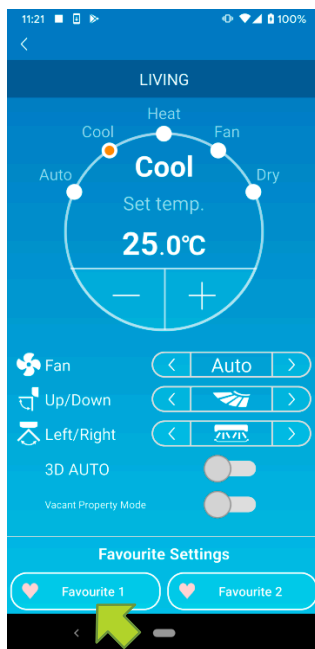 11:21 100%
LIVING
Heat
Cool Fan
Auto Cool Dry
Set temp.
25.0°C
− +
Fan Auto
Up/Down
Left/Right
3D AUTO
Vacant Property Mode
Favourite Settings
Favourite 1 Favourite 2